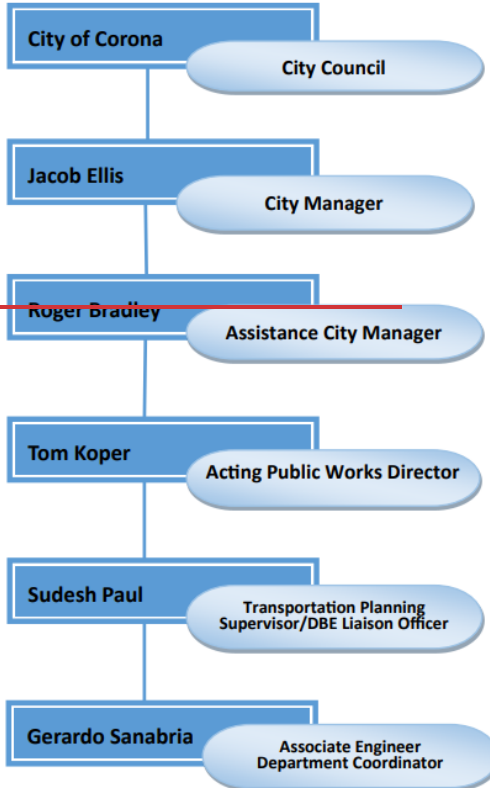 City of Corona
City Council
Jacob Ellis
City Manager
Roger Bradley
Assistance City Manager
Tom Koper
Acting Public Works Director
Sudesh Paul
Transportation Planning
Supervisor/DBE Liaison Officer
Gerardo Sanabria
Associate Engineer
Department Coordinator